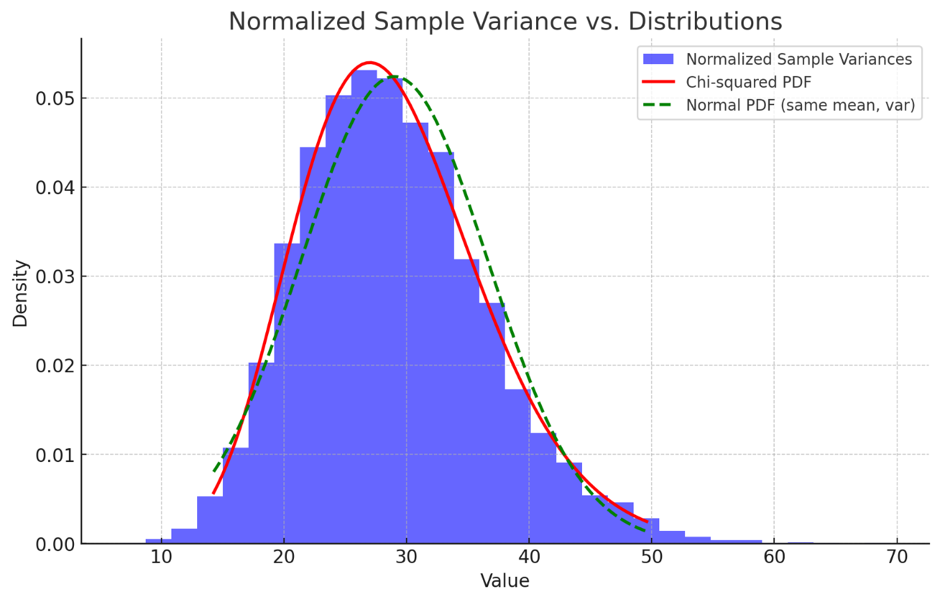 Normalized Sample Variance vs. Distributions
Normalized Sample Variances
Chi-squared PDF
Normal PDF (same mean, var)
Density
0.05
0.04
0.03
0.02
0.01
0.00
10 20 30 40 50 60 70
Value